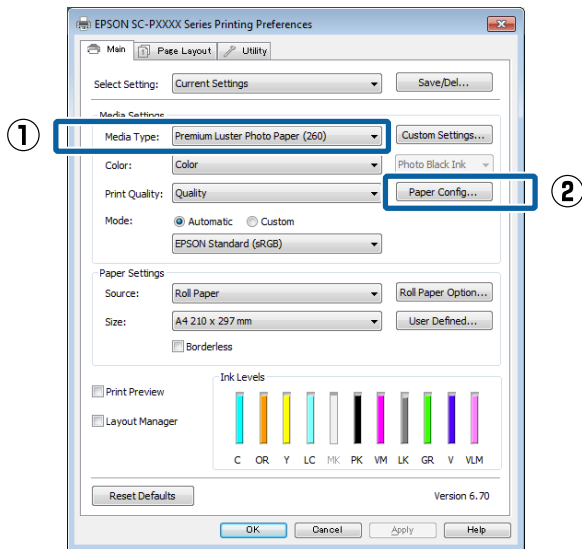 EPSON SC-PXXXX Series Printing Preferences
Main Page Layout Utility
Select Setting: Current Settings Save/Del...
Media Settings
① Media Type: Premium Luster Photo Paper (260) Custom Settings...
Color: Color Photo Black Ink
Print Quality: Quality Paper Config... ②
Mode: Automatic Custom
EPSON Standard (sRGB)
Paper Settings
Source: Roll Paper Roll Paper Option...
Size: A4 210 x 297 mm User Defined...
Borderless
Ink Levels
Print Preview
Layout Manager
C OR Y LC MK PK VM LK GR V VLM
Reset Defaults Version 6.70
OK Cancel Apply Help